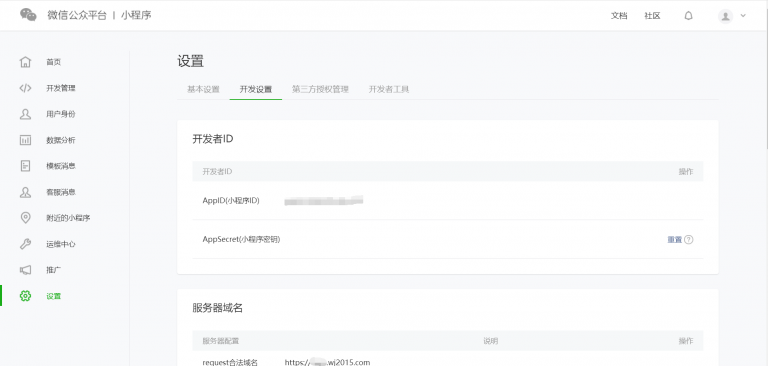 微信公众平台 | 小程序
文档 社区
首页
开发管理
用户身份
数据分析
模板消息
客服消息
附近的小程序
运维中心
推广
设置
设置
基本设置 开发设置 第三方授权管理 开发者工具
开发者ID
开发者ID 操作
AppID(小程序ID)
AppSecret(小程序密钥) 重置
服务器域名
服务器配置 说明 操作
request合法域名 https:// .wj2015.com